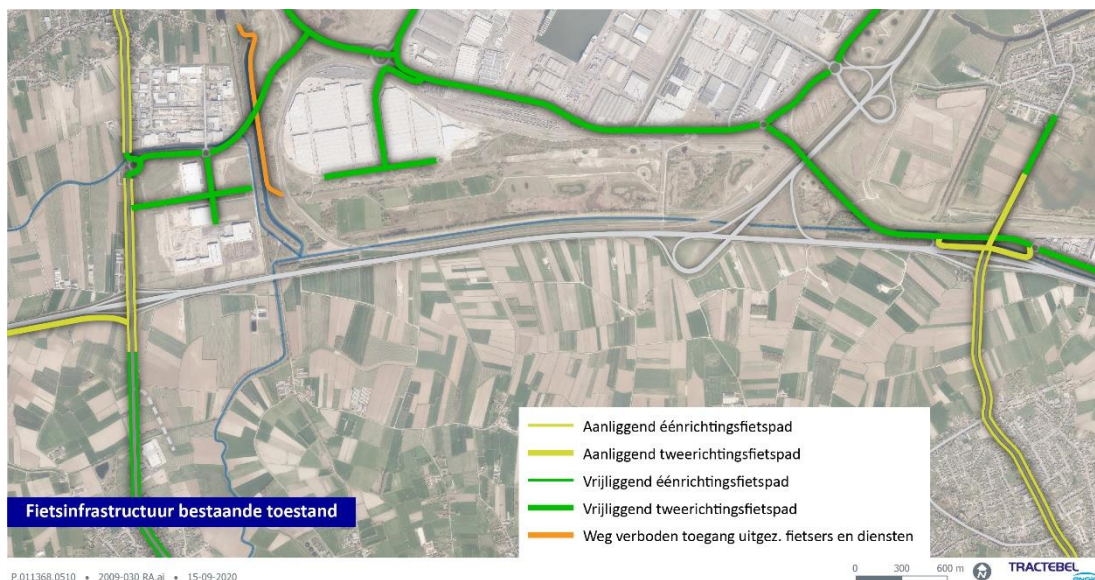 Aanliggend éénrichtingsfietspad
Aanliggend tweerichtingsfietspad
Vrijliggend éénrichtingsfietspad
Vrijliggend tweerichtingsfietspad
Weg verboden toegang uitgez. fietsers en diensten
Fietsinfrastructuur bestaande toestand
P.011368.0510 • 2009-030 RA.ai • 15-09-2020
0 300 600 m
N
TRACTEBEL